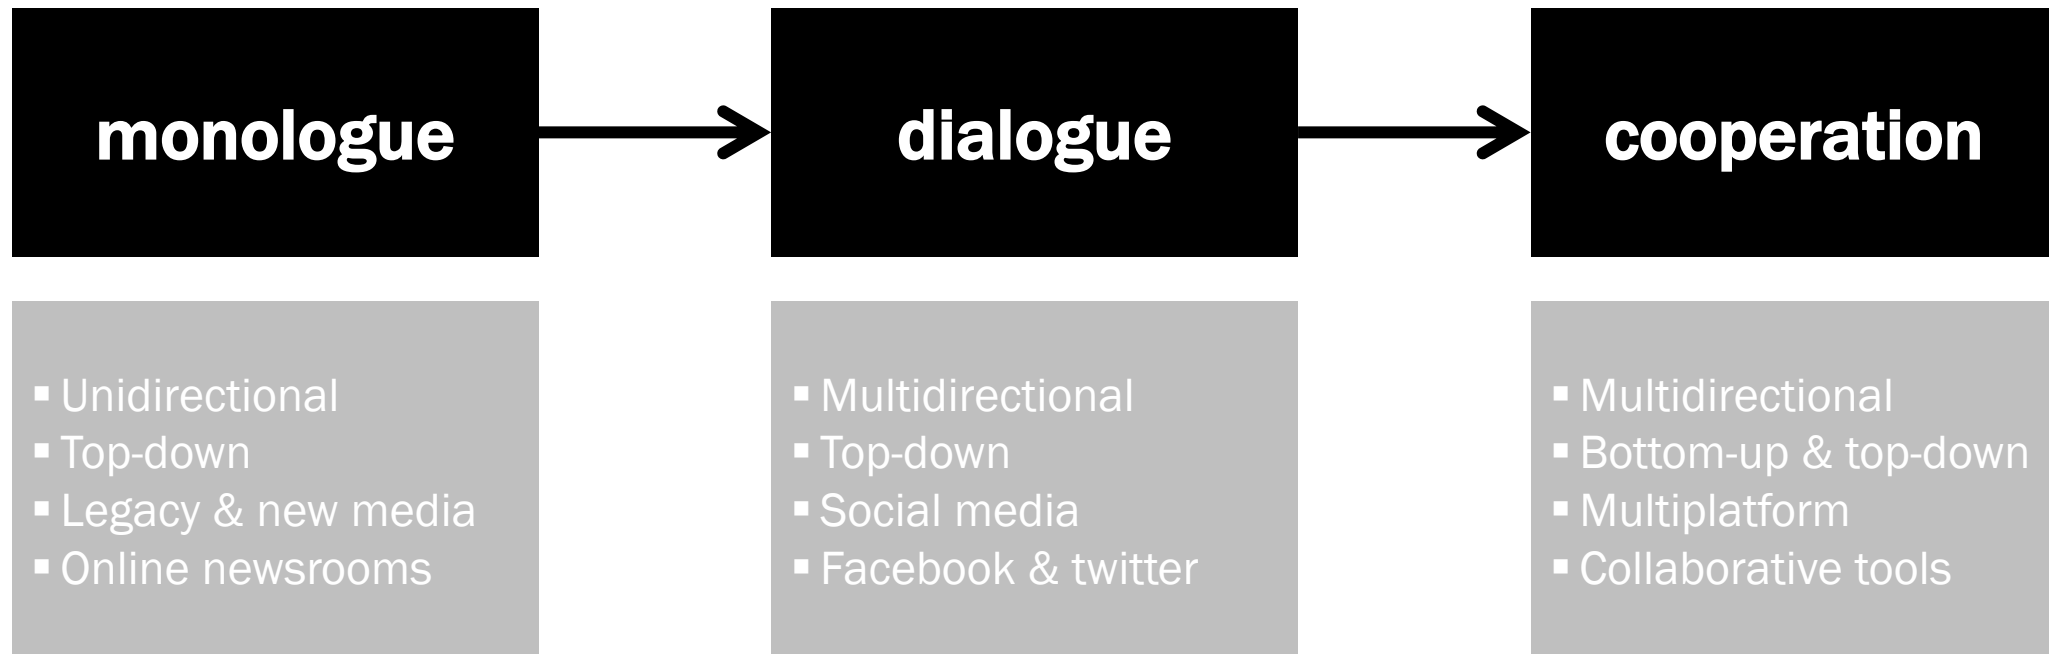 monologue
dialogue
cooperation
▪ Unidirectional
▪ Top-down
▪ Legacy & new media
▪ Online newsrooms
▪ Multidirectional
▪ Top-down
▪ Social media
▪ Facebook & twitter
▪ Multidirectional
▪ Bottom-up & top-down
▪ Multiplatform
▪ Collaborative tools